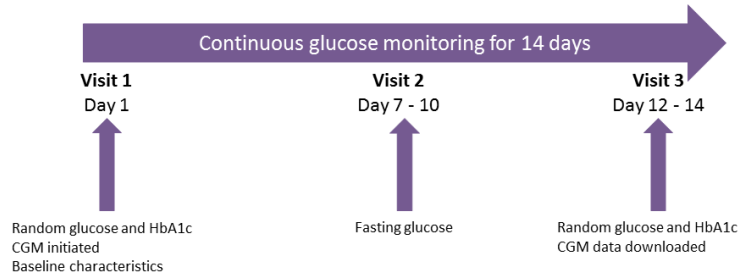 Continuous glucose monitoring for 14 days
Visit 1
Day 1
Visit 2
Day 7 - 10
Visit 3
Day 12 - 14
Random glucose and HbA1c
CGM initiated
Baseline characteristics
Fasting glucose
Random glucose and HbA1c
CGM data downloaded